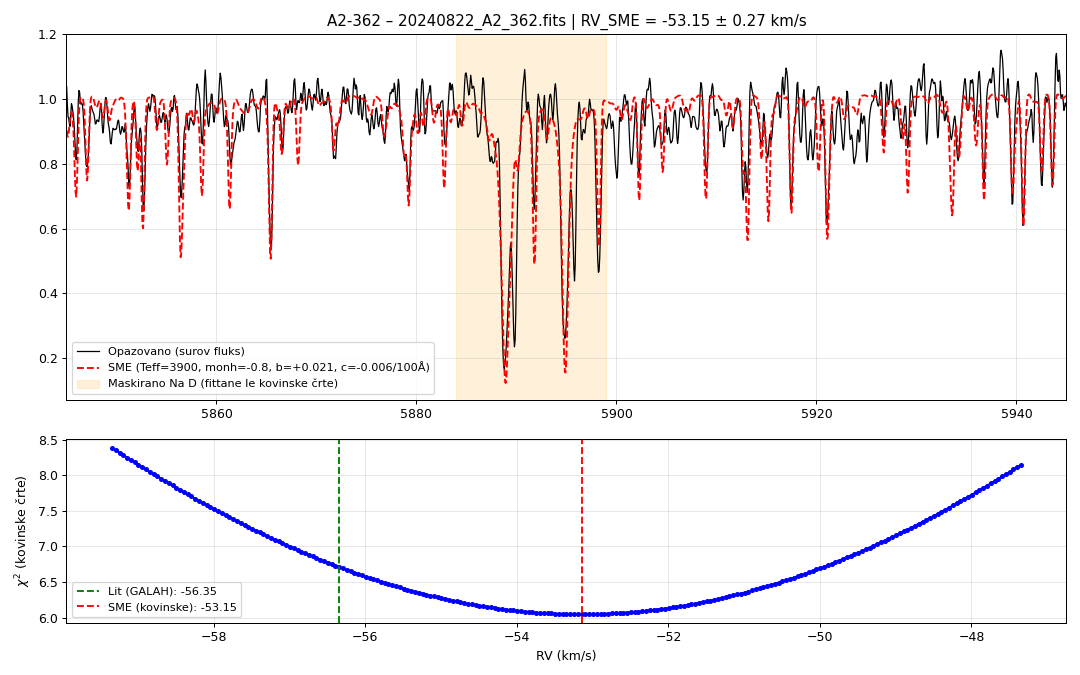 A2-362 – 20240822_A2_362.fits | RV_SME = -53.15 ± 0.27 km/s
1.2
1.0
0.8
0.6
0.4
0.2
Opazovano (surov fluks)
SME (Teff=3900, monh=-0.8, b=+0.021, c=-0.006/100Å)
Maskirano Na D (fittane le kovinske črte)
5860 5880 5900 5920 5940
8.5
8.0
7.5
7.0
6.5
6.0
χ² (kovinske črte)
Lit (GALAH): -56.35
SME (kovinske): -53.15
−58 −56 −54 −52 −50 −48
RV (km/s)